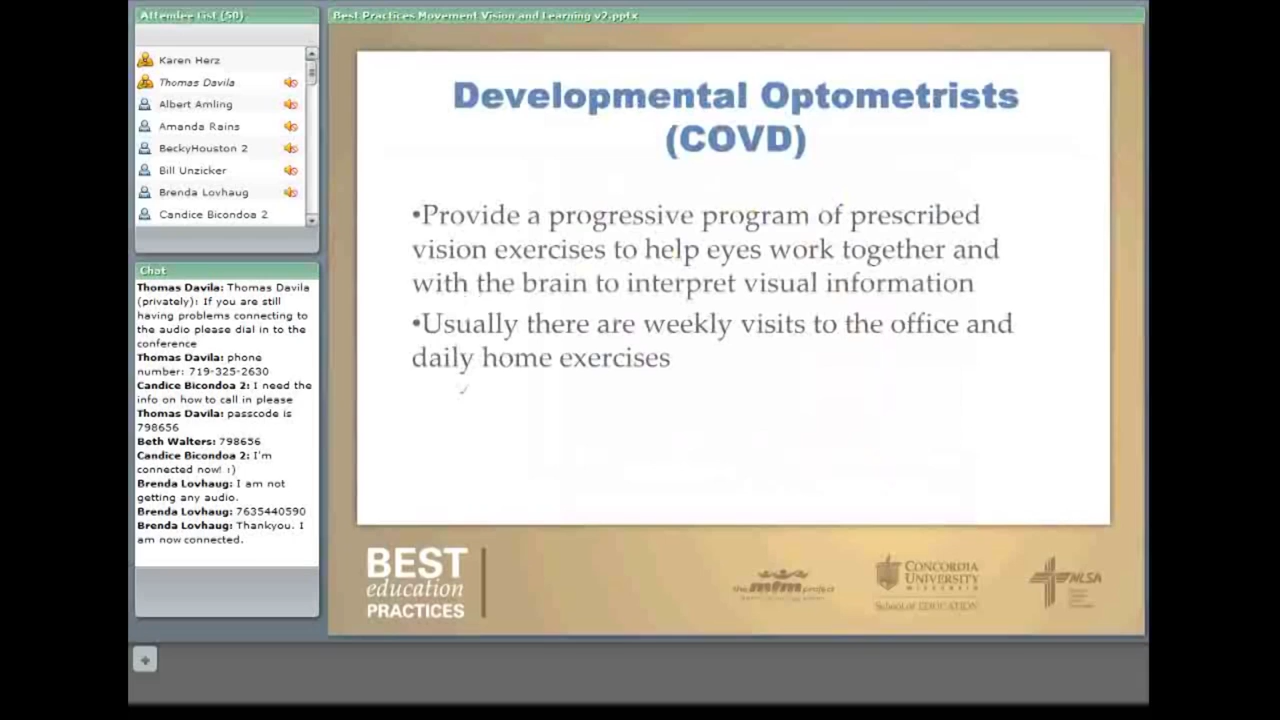 Attendee List (50)
Karen Herz
Thomas Davila
Albert Amling
Amanda Rains
BeckyHouston 2
Bill Unzicker
Brenda Lovhaug
Candice Bicondoa 2
Chat
Thomas Davila: Thomas Davila
(privately): If you are still
having problems connecting to
the audio please dial in to the
conference
Thomas Davila: phone
number: 719-325-2630
Candice Bicondoa 2: I need the
info on how to call in please
Thomas Davila: passcode is
798656
Beth Walters: 798656
Candice Bicondoa 2: I'm
connected now! :)
Brenda Lovhaug: I am not
getting any audio.
Brenda Lovhaug: 7635440590
Brenda Lovhaug: Thankyou. I
am now connected.
Best Practices Movement Vision and Learning v2.pptx
Developmental Optometrists
(COVD)
•Provide a progressive program of prescribed
vision exercises to help eyes work together and
with the brain to interpret visual information
•Usually there are weekly visits to the office and
daily home exercises
BEST
education
PRACTICES
the mfm project
CONCORDIA
UNIVERSITY
WISCONSIN
School of EDUCATION
MLSA